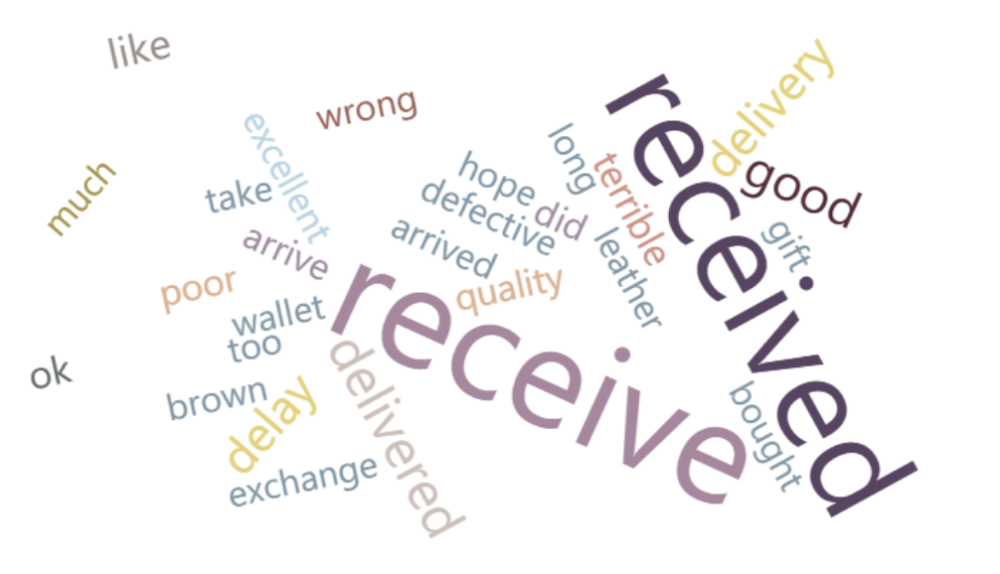 like
delivery
wrong
received
excellent
long
much
hope
terrible
good
take
defective
did
arrive
arrived
leather
gift
poor
quality
receive
wallet
too
delivered
ok
brown
delay
bought
exchange